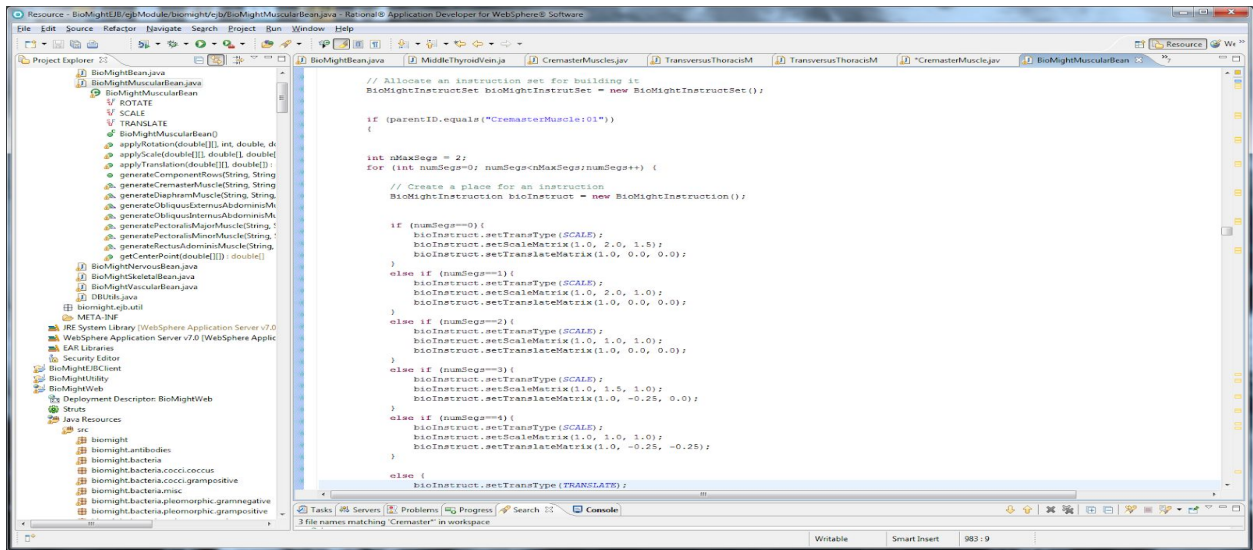 Resource - BioMightEJB/ejbModule/biomight/ejb/BioMightMuscularBean.java - Rational® Application Developer for WebSphere® Software
File Edit Source Refactor Navigate Search Project Run Window Help
Resource
Project Explorer
BioMightBean.java
MiddleThyroidVein.ja
CremasterMuscles.jav
TransversusThoracisM
TransversusThoracisM
*CremasterMuscle.jav
BioMightMuscularBean
BioMightBean.java
BioMightMuscularBean.java
BioMightMuscularBean
ROTATE
SCALE
TRANSLATE
BioMightMuscularBean()
applyRotation(double[][], int, double, do
applyScale(double[][], double[], double[
applyTranslation(double[][], double[]) :
generateComponentRows(String, String
generateCremasterMuscle(String, String
generateDiaphramMuscle(String, String,
generateObliquusExternusAbdominisMu
generateObliquusInternusAbdominisMu
generatePectoralisMajorMuscle(String, S
generatePectoralisMinorMuscle(String, S
generateRectusAdominisMuscle(String,
getCenterPoint(double[][]) : double[]
BioMightNervousBean.java
BioMightSkeletalBean.java
BioMightVascularBean.java
DBUtils.java
biomight.ejb.util
META-INF
JRE System Library [WebSphere Application Server v7.0
WebSphere Application Server v7.0 [WebSphere Applic
EAR Libraries
Security Editor
BioMightEJBClient
BioMightUtility
BioMightWeb
Deployment Descriptor: BioMightWeb
Struts
Java Resources
src
biomight
biomight.antibodies
biomight.bacteria
biomight.bacteria.cocci.coccus
biomight.bacteria.cocci.grampositive
biomight.bacteria.misc
biomight.bacteria.pleomorphic.gramnegative
biomight.bacteria.pleomorphic.grampositive
// Allocate an instruction set for building it
BioMightInstructSet bioMightInstrutSet = new BioMightInstructSet();
if (parentID.equals("CremasterMuscle:01"))
{
int nMaxSegs = 2;
for (int numSegs=0; numSegs<nMaxSegs;numSegs++) {
// Create a place for an instruction
BioMightInstruction bioInstruct = new BioMightInstruction();
if (numSegs==0){
bioInstruct.setTransType(SCALE);
bioInstruct.setScaleMatrix(1.0, 2.0, 1.5);
bioInstruct.setTranslateMatrix(1.0, 0.0, 0.0);
}
else if (numSegs==1){
bioInstruct.setTransType(SCALE);
bioInstruct.setScaleMatrix(1.0, 2.0, 1.0);
bioInstruct.setTranslateMatrix(1.0, 0.0, 0.0);
}
else if (numSegs==2){
bioInstruct.setTransType(SCALE);
bioInstruct.setScaleMatrix(1.0, 1.0, 1.0);
bioInstruct.setTranslateMatrix(1.0, 0.0, 0.0);
}
else if (numSegs==3){
bioInstruct.setTransType(SCALE);
bioInstruct.setScaleMatrix(1.0, 1.5, 1.0);
bioInstruct.setTranslateMatrix(1.0, -0.25, 0.0);
}
else if (numSegs==4){
bioInstruct.setTransType(SCALE);
bioInstruct.setScaleMatrix(1.0, 1.0, 1.0);
bioInstruct.setTranslateMatrix(1.0, -0.25, -0.25);
}
else {
bioInstruct.setTransType(TRANSLATE);
Tasks Servers Problems Progress Search Console
3 file names matching 'Cremaster*' in workspace
Writable Smart Insert 983 : 9